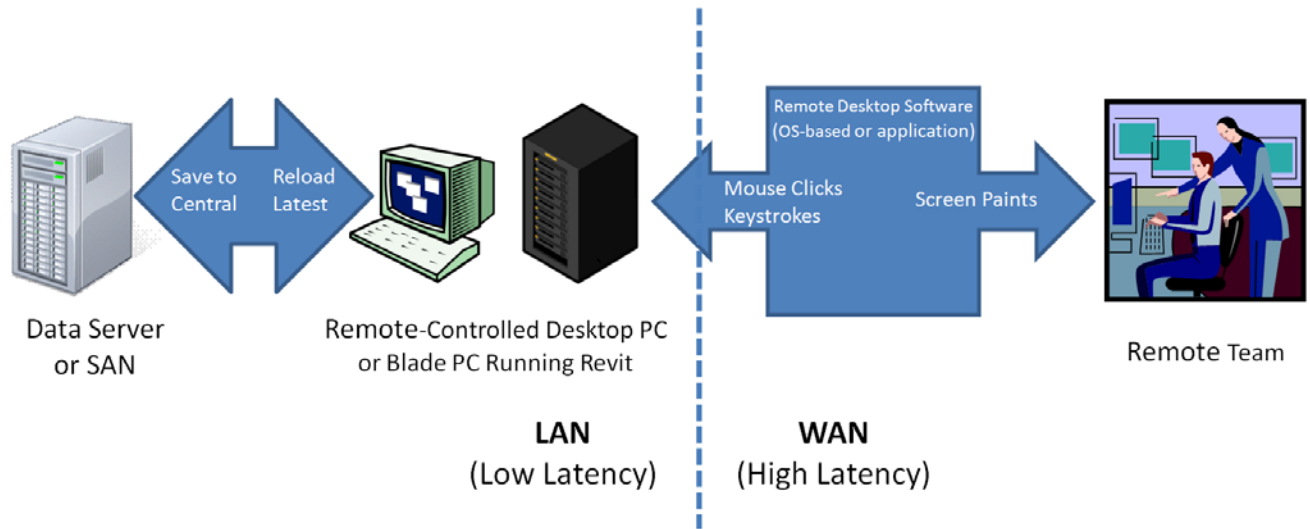 Save to
Central
Reload
Latest
Remote Desktop Software
(OS-based or application)
Mouse Clicks
Keystrokes
Screen Paints
Data Server
or SAN
Remote-Controlled Desktop PC
or Blade PC Running Revit
Remote Team
LAN
(Low Latency)
WAN
(High Latency)